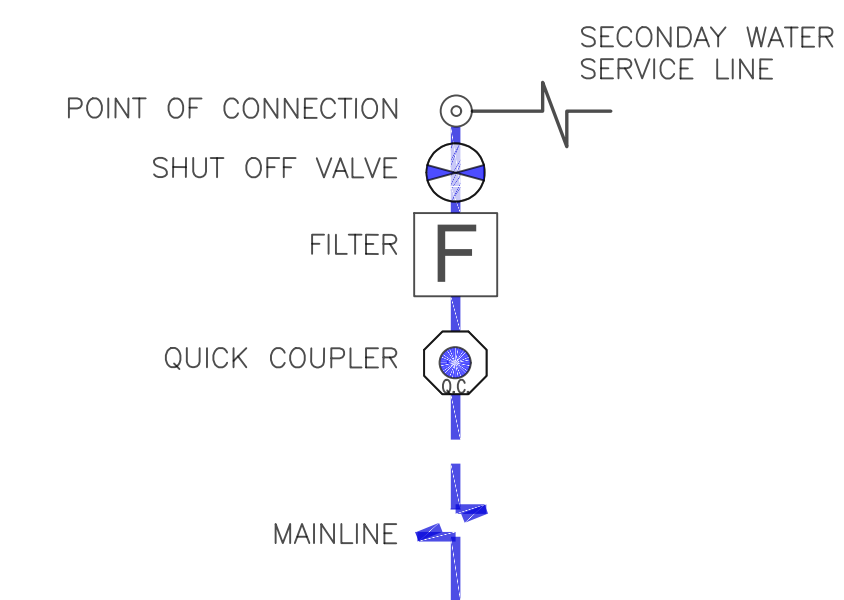 SECONDAY WATER
SERVICE LINE
POINT OF CONNECTION
SHUT OFF VALVE
FILTER
F
QUICK COUPLER
Q.C.
MAINLINE